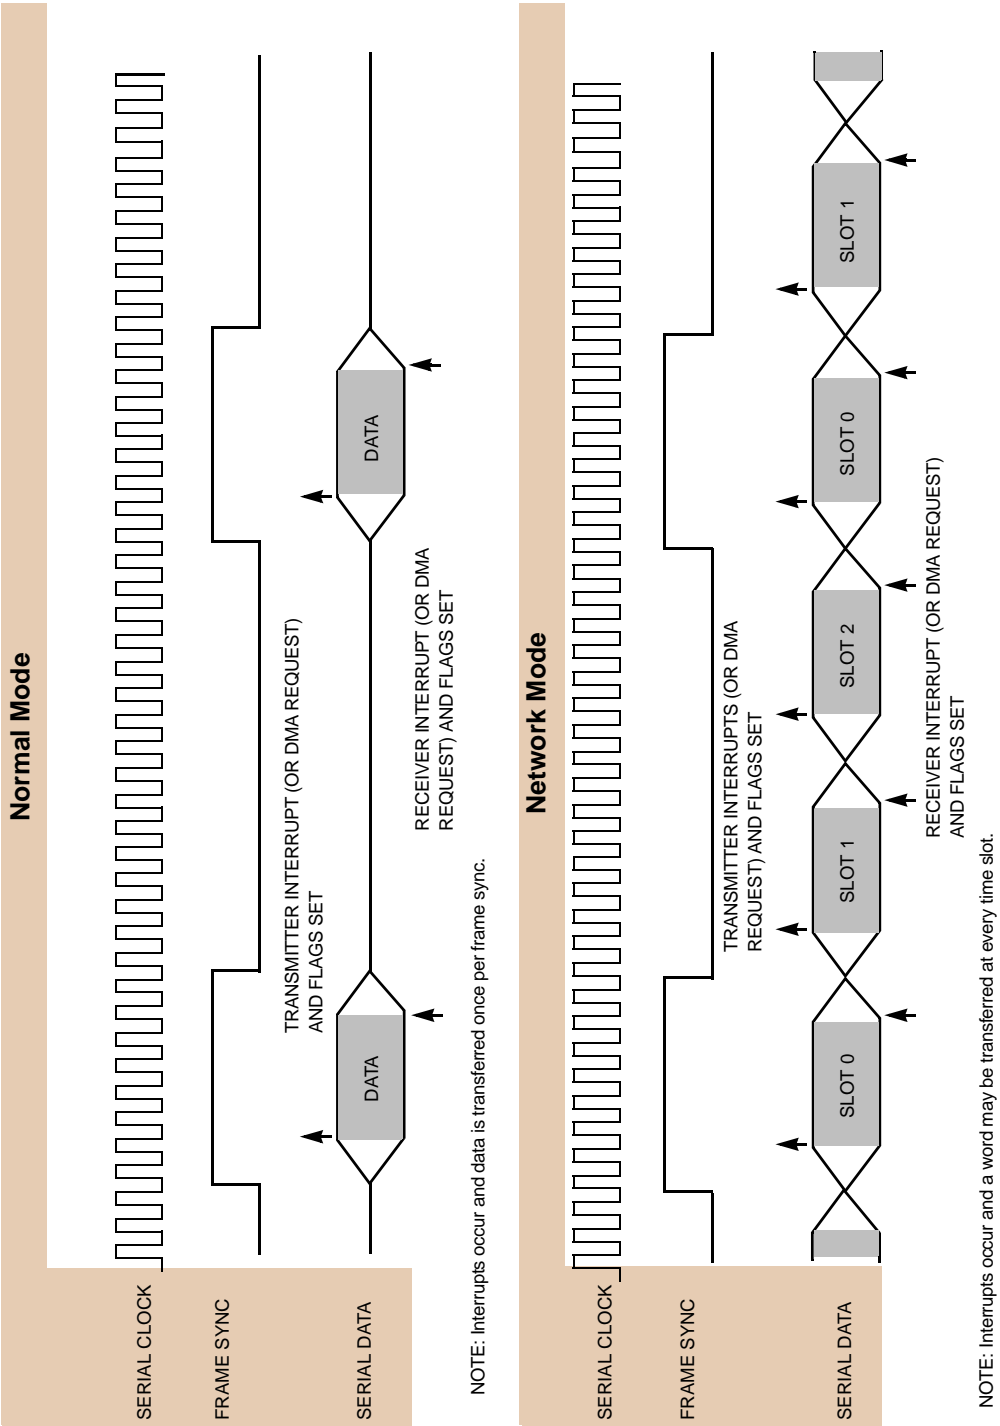 Normal Mode
SERIAL CLOCK
FRAME SYNC
TRANSMITTER INTERRUPT (OR DMA REQUEST)
AND FLAGS SET
SERIAL DATA
DATA
DATA
RECEIVER INTERRUPT (OR DMA
REQUEST) AND FLAGS SET
NOTE: Interrupts occur and data is transferred once per frame sync.
Network Mode
SERIAL CLOCK
FRAME SYNC
TRANSMITTER INTERRUPTS (OR DMA
REQUEST) AND FLAGS SET
SERIAL DATA
SLOT 0
SLOT 1
SLOT 2
SLOT 0
SLOT 1
RECEIVER INTERRUPT (OR DMA REQUEST)
AND FLAGS SET
NOTE: Interrupts occur and a word may be transferred at every time slot.